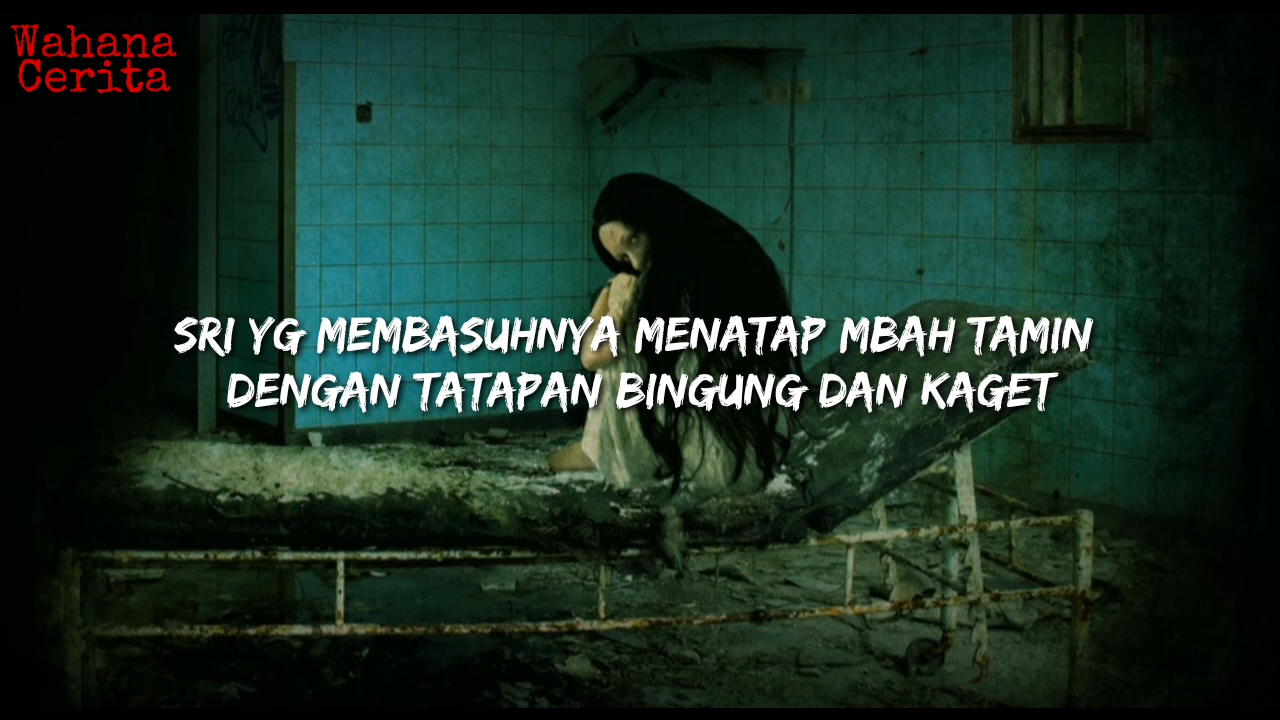 Wahana
Cerita
SRI YG MEMBASUHNYA MENATAP MBAH TAMIN
DENGAN TATAPAN BINGUNG DAN KAGET